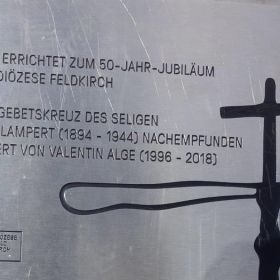 ERRICHTET ZUM 50-JAHR-JUBILÄUM
DIÖZESE FELDKIRCH
GEBETSKREUZ DES SELIGEN
LAMPERT (1894 - 1944) NACHEMPFUNDEN
ERT VON VALENTIN ALGE (1996 - 2018)